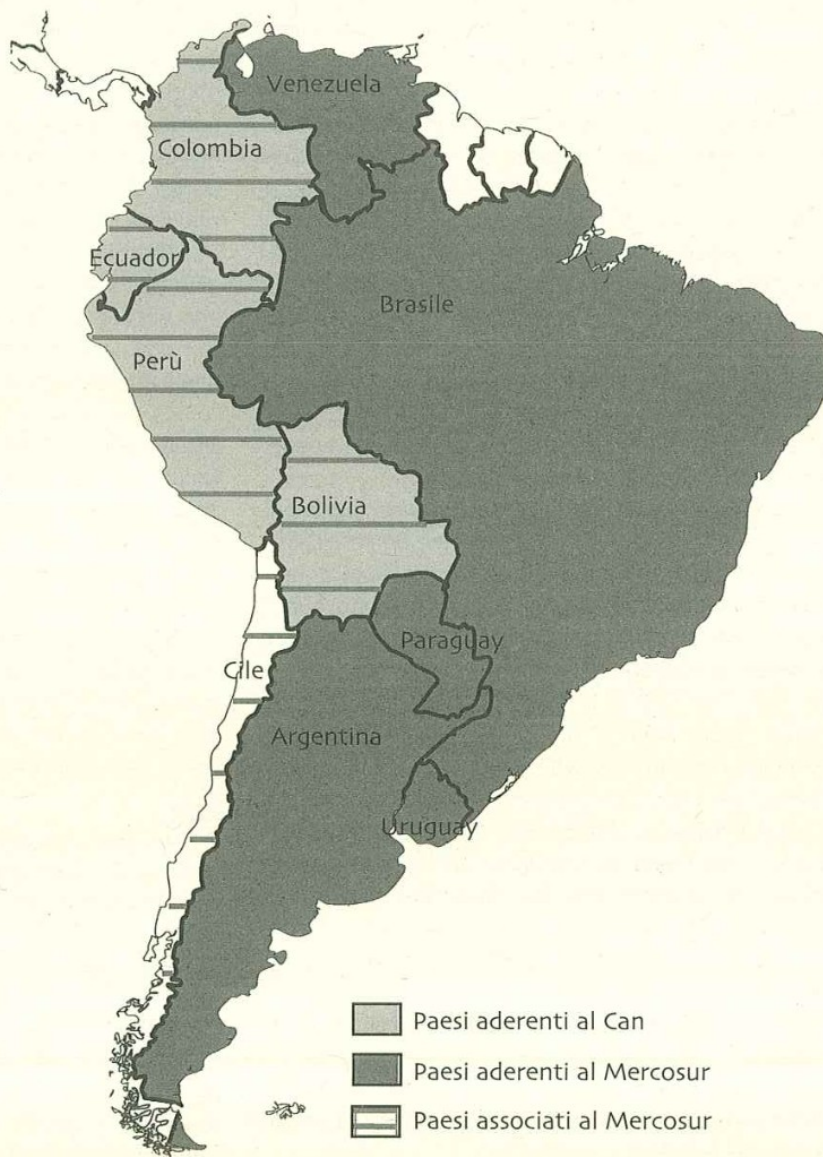 Venezuela
Colombia
Ecuador
Brasile
Perù
Bolivia
Paraguay
Cile
Argentina
Uruguay
Paesi aderenti al Can
Paesi aderenti al Mercosur
Paesi associati al Mercosur